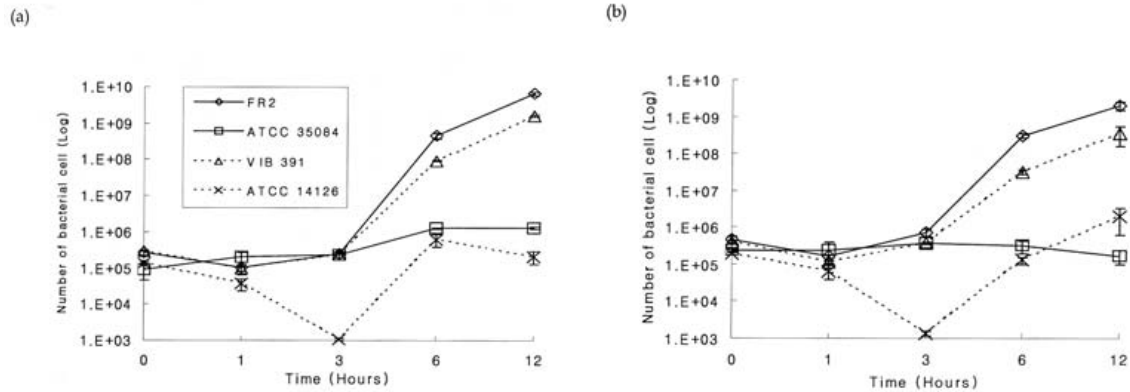 (a)
Number of bacterial cell (Log)
1.E+10
1.E+09
1.E+08
1.E+07
1.E+06
1.E+05
1.E+04
1.E+03
FR2
ATCC 35084
VIB 391
ATCC 14126
0 1 3 6 12
Time (Hours)
(b)
Number of bacterial cell (Log)
1.E+10
1.E+09
1.E+08
1.E+07
1.E+06
1.E+05
1.E+04
1.E+03
0 1 3 6 12
Time (Hours)